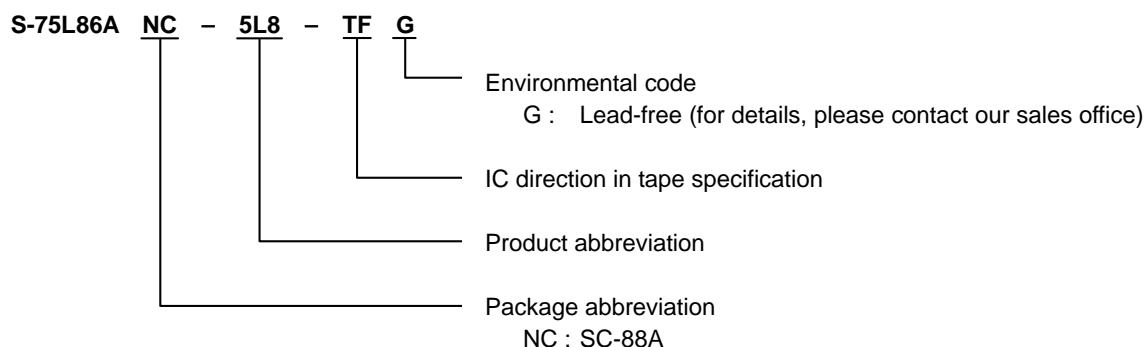 S-75L86A NC – 5L8 – TF G
Environmental code
G : Lead-free (for details, please contact our sales office)
IC direction in tape specification
Product abbreviation
Package abbreviation
NC : SC-88A